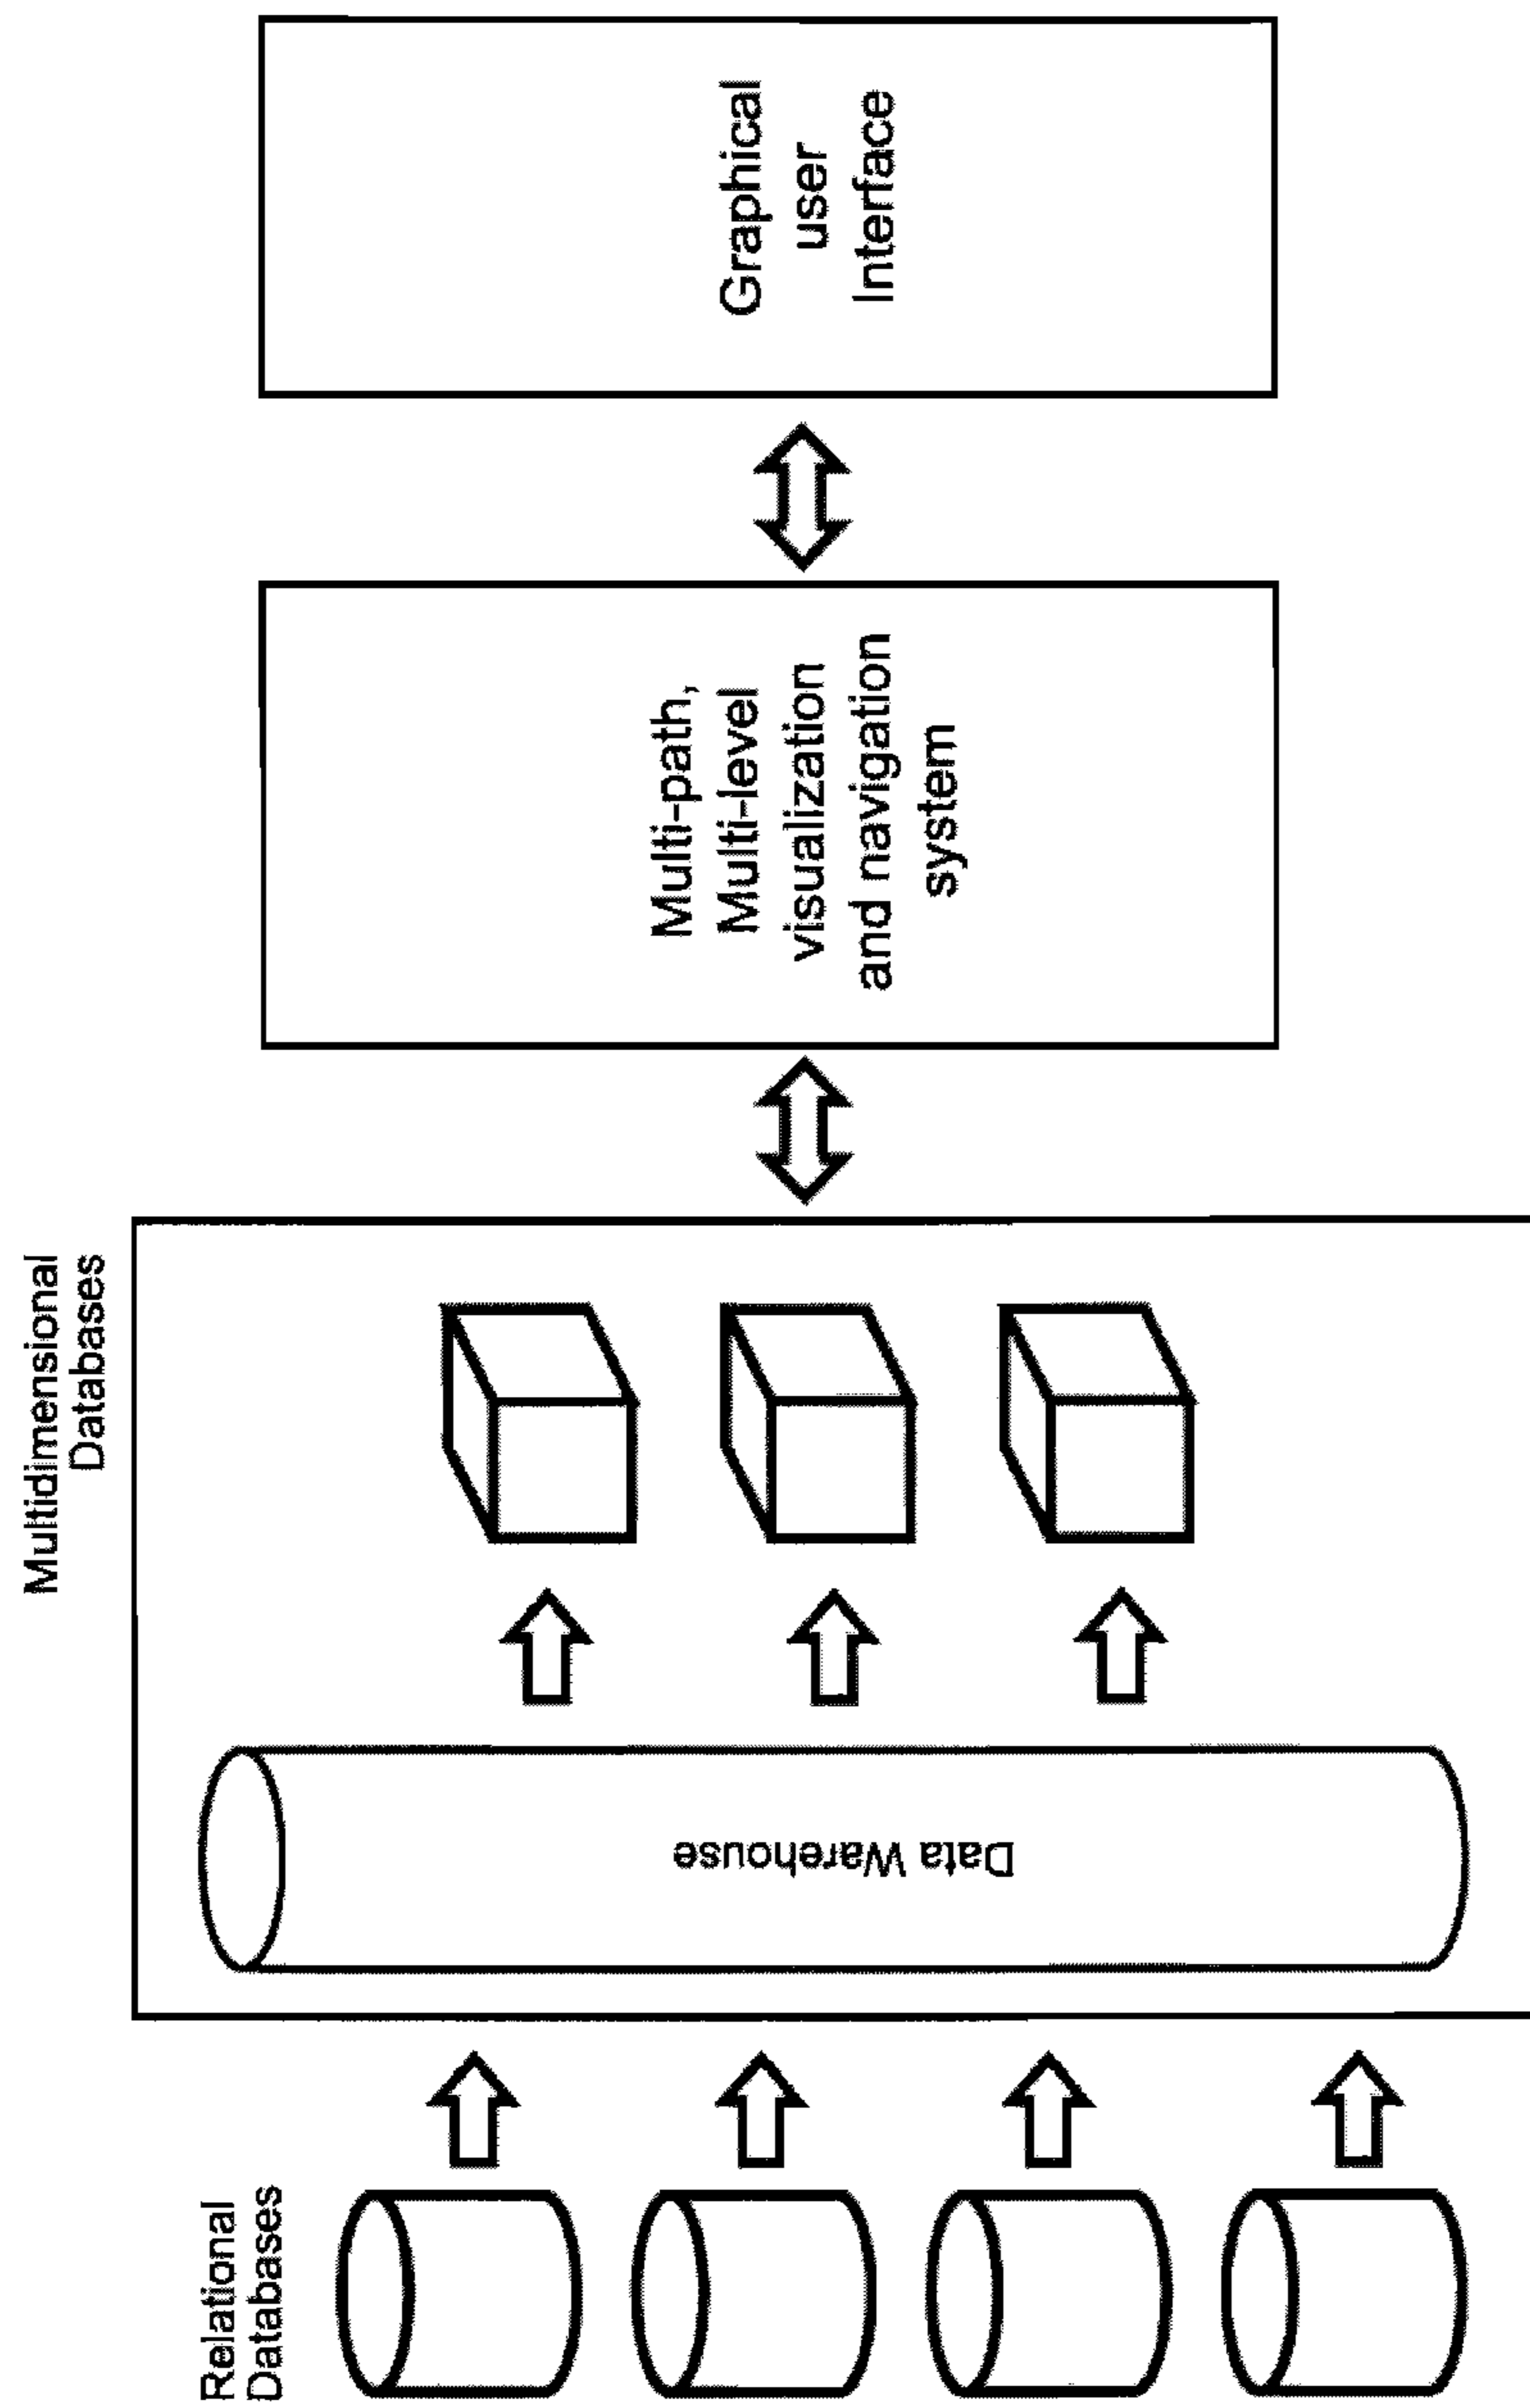 Relational
Databases
Multidimensional
Databases
Data Warehouse
Multi-path,
Multi-level
visualization
and navigation
system
Graphical
user
Interface